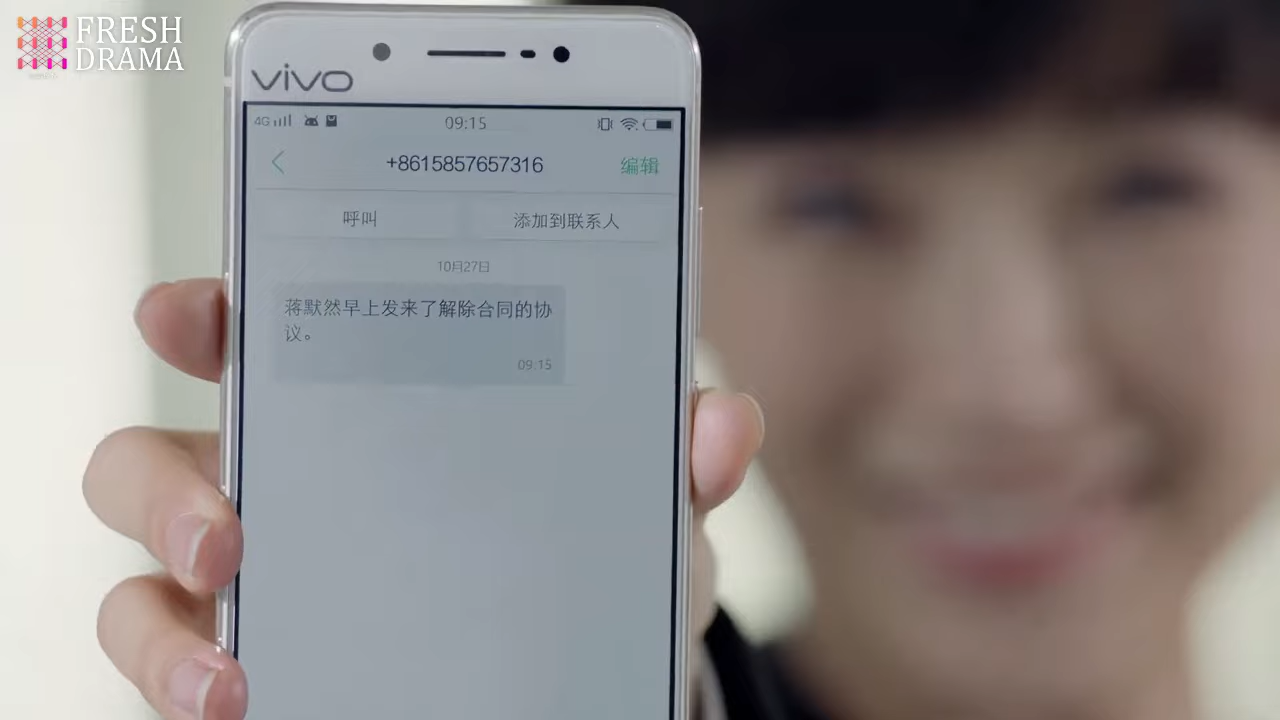 FRESH
DRAMA
vivo
4G 09:15
+8615857657316 编辑
呼叫 添加到联系人
10月27日
蒋默然早上发来了解除合同的协
议。
09:15